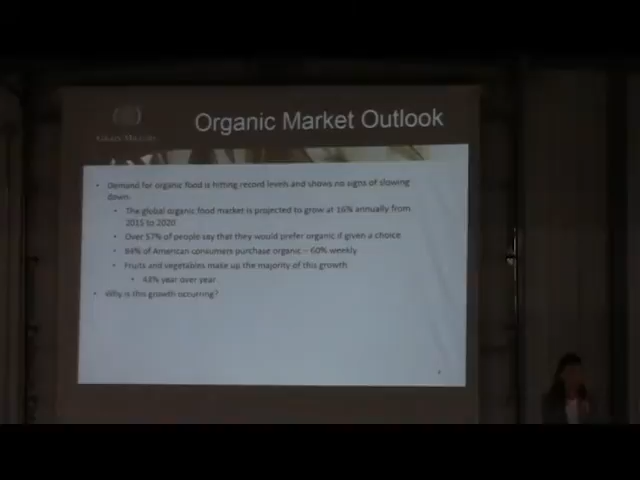 Organic Market Outlook
• Demand for organic food is hitting record levels and shows no signs of slowing
down.
• The global organic food market is projected to grow at 16% annually from
2015 to 2020
• Over 57% of people say that they would prefer organic if given a choice
• 84% of American consumers purchase organic – 60% weekly
• Fruits and vegetables make up the majority of this growth
• 43% year over year
• Why is this growth occurring?